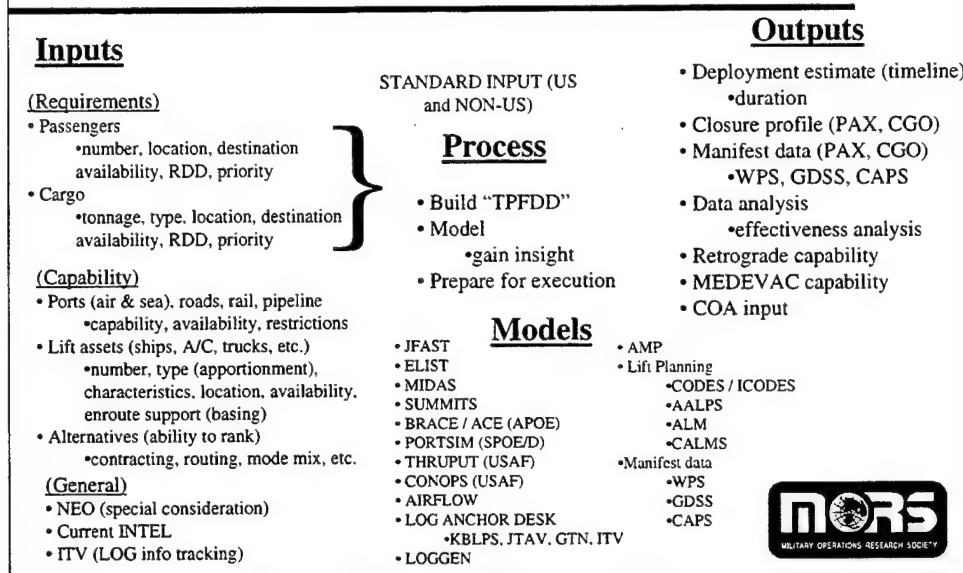 Inputs
(Requirements)
• Passengers
•number, location, destination
availability, RDD, priority
• Cargo
•tonnage, type, location, destination
availability, RDD, priority
(Capability)
• Ports (air & sea), roads, rail, pipeline
•capability, availability, restrictions
• Lift assets (ships, A/C, trucks, etc.)
•number, type (apportionment),
characteristics, location, availability,
enroute support (basing)
• Alternatives (ability to rank)
•contracting, routing, mode mix, etc.
(General)
• NEO (special consideration)
• Current INTEL
• ITV (LOG info tracking)
STANDARD INPUT (US
and NON-US)
Process
• Build “TPFDD”
• Model
•gain insight
• Prepare for execution
Models
• JFAST
• ELIST
• MIDAS
• SUMMITS
• BRACE / ACE (APOE)
• PORTSIM (SPOE/D)
• THRUPUT (USAF)
• CONOPS (USAF)
• AIRFLOW
• LOG ANCHOR DESK
•KBLPS, JTAV, GTN, ITV
• LOGGEN
• AMP
• Lift Planning
•CODES / ICODES
•AALPS
•ALM
•CALMS
•Manifest data
•WPS
•GDSS
•CAPS
Outputs
• Deployment estimate (timeline)
•duration
• Closure profile (PAX, CGO)
• Manifest data (PAX, CGO)
•WPS, GDSS, CAPS
• Data analysis
•effectiveness analysis
• Retrograde capability
• MEDEVAC capability
• COA input
MORS
MILITARY OPERATIONS RESEARCH SOCIETY